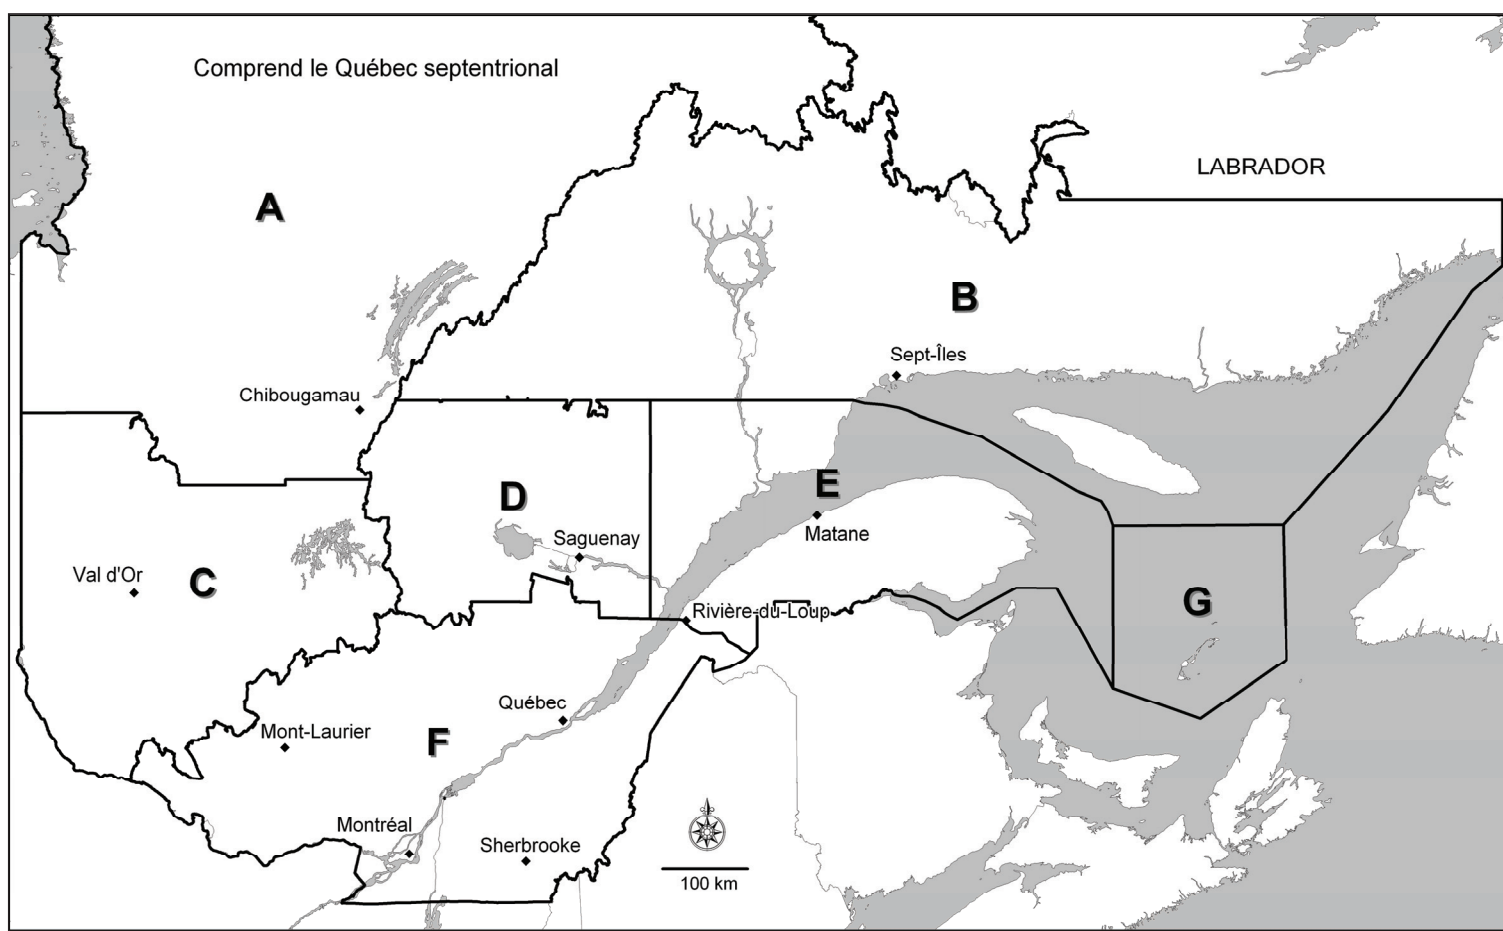 Comprend le Québec septentrional
LABRADOR
A
B
Sept-Îles
Chibougamau
E
D
Matane
Saguenay
Val d'Or
C
G
Rivière-du-Loup
Québec
Mont-Laurier
F
Montréal
Sherbrooke
100 km